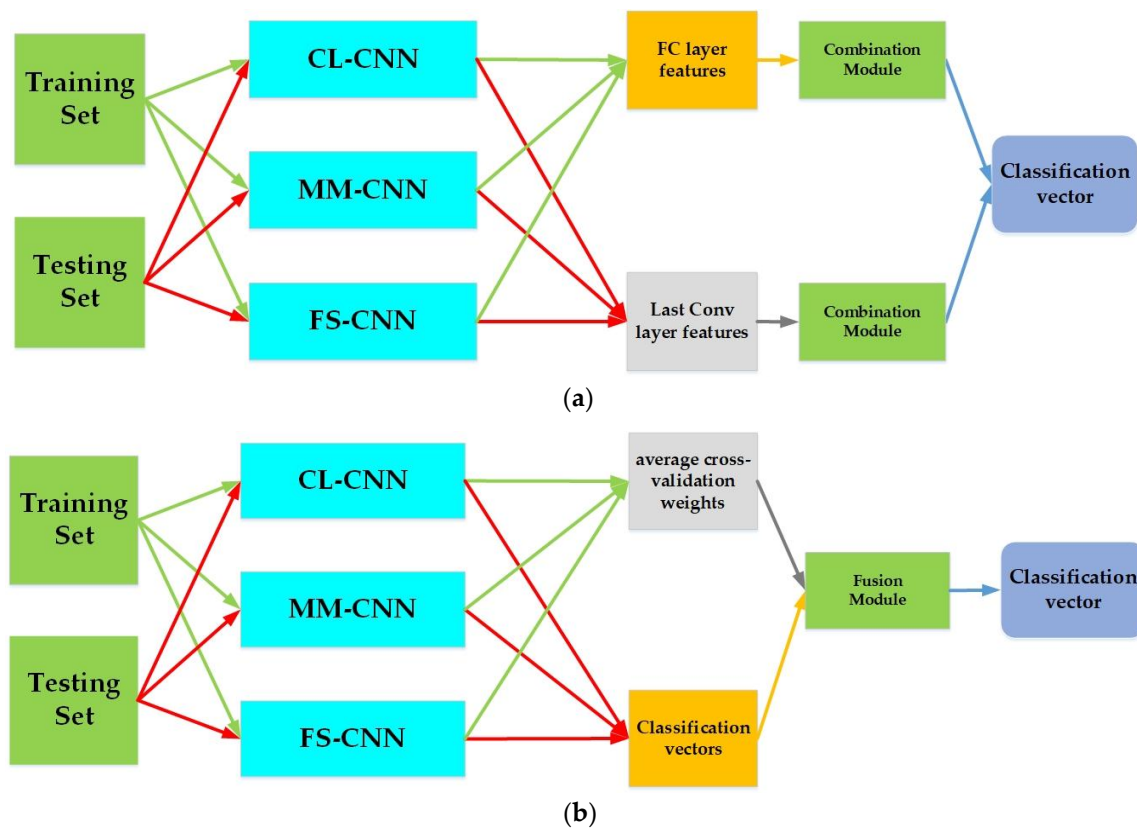 Training
Set
Testing
Set
CL-CNN
MM-CNN
FS-CNN
FC layer
features
Last Conv
layer features
Combination
Module
Combination
Module
Classification
vector
(a)
Training
Set
Testing
Set
CL-CNN
MM-CNN
FS-CNN
average cross-
validation
weights
Classification
vectors
Fusion
Module
Classification
vector
(b)